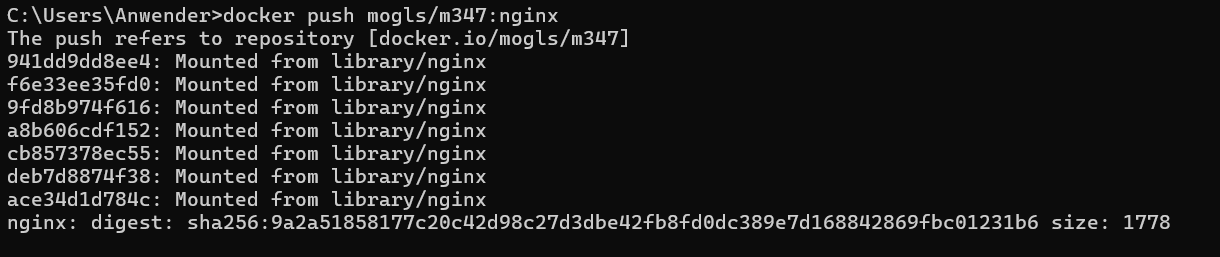 C:\Users\Anwender>docker push mogls/m347:nginx
The push refers to repository [docker.io/mogls/m347]
941dd9dd8ee4: Mounted from library/nginx
f6e33ee35fd0: Mounted from library/nginx
9fd8b974f616: Mounted from library/nginx
a8b606cdf152: Mounted from library/nginx
cb857378ec55: Mounted from library/nginx
deb7d8874f38: Mounted from library/nginx
ace34d1d784c: Mounted from library/nginx
nginx: digest: sha256:9a2a51858177c20c42d98c27d3dbe42fb8fd0dc389e7d168842869fbc01231b6 size: 1778